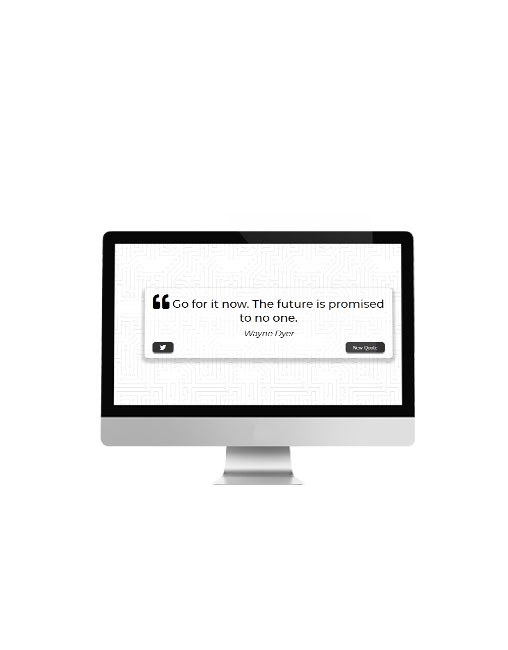 Go for it now. The future is promised
to no one.
Wayne Dyer
New Quote